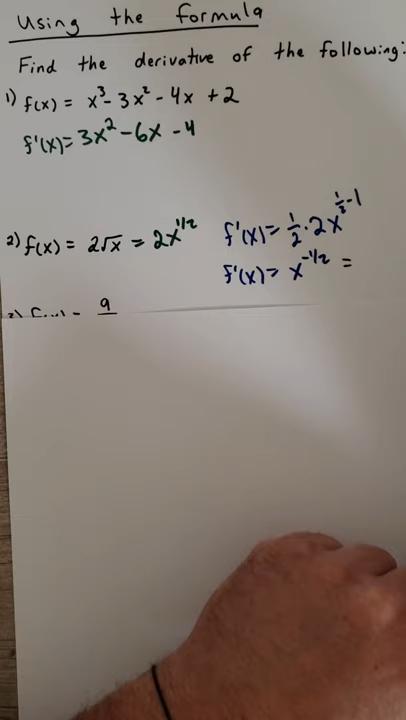 Using the formula
Find the derivative of the following:
1) f(x) = x³ - 3x² - 4x + 2
f'(x) = 3x² - 6x - 4
2) f(x) = 2√x = 2x^1/2 f'(x) = 1/2 · 2x^1/2-1
f'(x) = x^-1/2 =
9